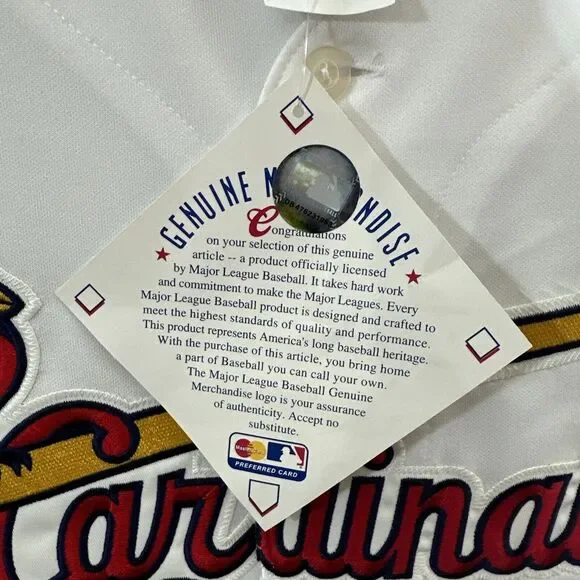 GENUINE M NDISE
Congratulations
on your selection of this genuine
article -- a product officially licensed
by Major League Baseball. It takes hard work
and commitment to make the Major Leagues. Every
Major League Baseball product is designed and crafted to
meet the highest standards of quality and performance.
This product represents America's long baseball heritage.
With the purchase of this article, you bring home
a part of Baseball you can call your own.
The Major League Baseball Genuine
Merchandise logo is your assurance
of authenticity. Accept no
substitute.
MasterCard
PREFERRED CARD
Cardinals